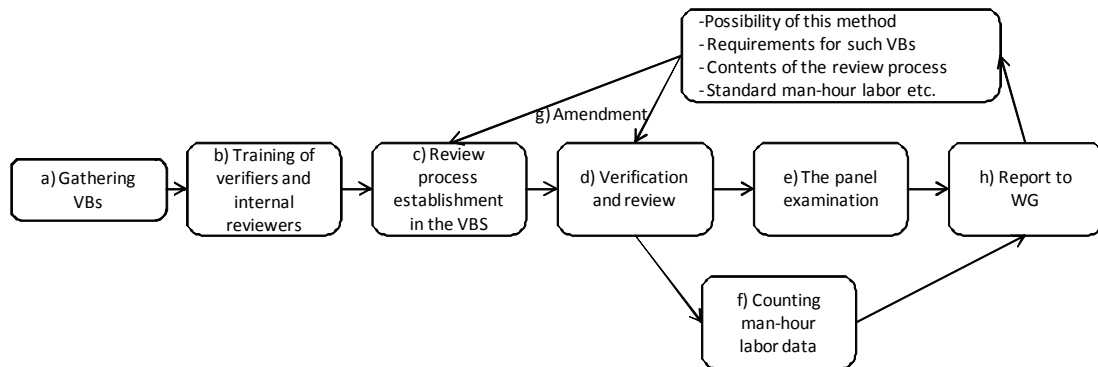 -Possibility of this method
- Requirements for such VBs
- Contents of the review process
- Standard man-hour labor etc.
g) Amendment
a) Gathering
VBs
b) Training of
verifiers and
internal
reviewers
c) Review
process
establishment
in the VBS
d) Verification
and review
e) The panel
examination
h) Report to
WG
f) Counting
man-hour
labor data